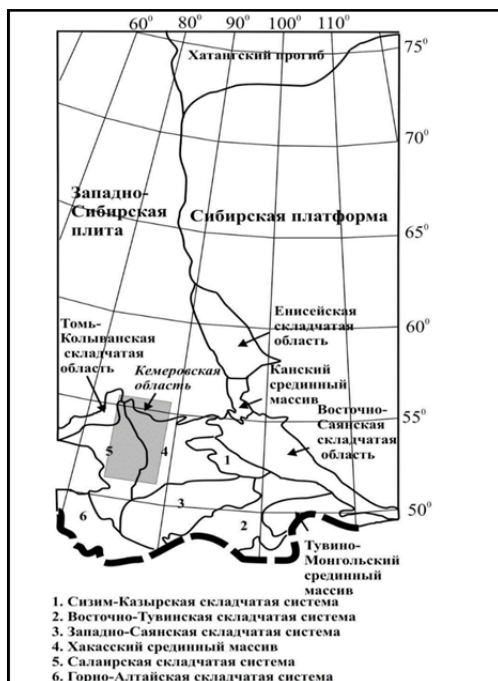 60° 80° 90° 100° 110°
75°
Хатангский прогиб
70°
Западно-
Сибирская
плита
Сибирская платформа
65°
60°
Енисейская
складчатая
область
Томь-
Колыванская
складчатая
область
Кемеровская
область
Канский
срединный
массив
55°
Восточно-
Саянская
складчатая
область
5
4
1
3
6
2
50°
Тувино-
Монгольский
срединный
массив
1. Сизим-Казырская складчатая система
2. Восточно-Тувинская складчатая система
3. Западно-Саянская складчатая система
4. Хакасский срединный массив
5. Салаирская складчатая система
6. Горно-Алтайская складчатая система